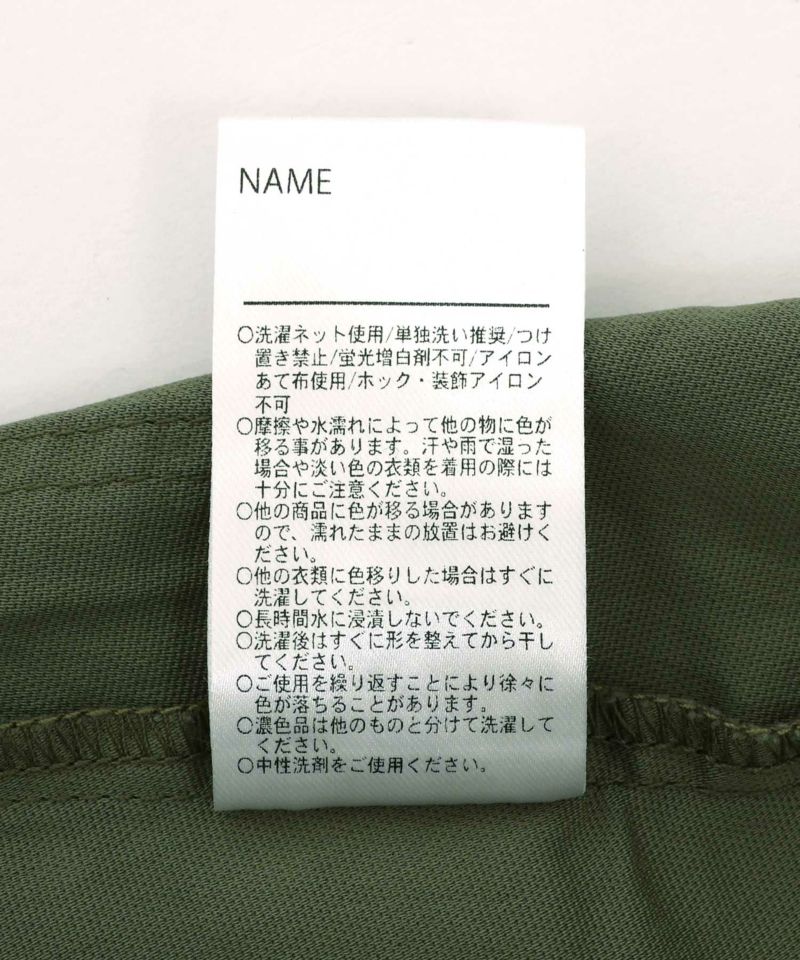 NAME
○洗濯ネット使用/単独洗い推奨/つけ
置き禁止/蛍光増白剤不可/アイロン
あて布使用/ホック・装飾アイロン
不可
○摩擦や水濡れによって他の物に色が
移る事があります。汗や雨で湿った
場合や淡い色の衣類を着用の際には
十分にご注意ください。
○他の商品に色が移る場合があります
ので、濡れたままの放置はお避けく
ださい。
○他の衣類に色移りした場合はすぐに
洗濯してください。
○長時間水に浸漬しないでください。
○洗濯後はすぐに形を整えてから干し
てください。
○ご使用を繰り返すことにより徐々に
色が落ちることがあります。
○濃色品は他のものと分けて洗濯して
ください。
○中性洗剤をご使用ください。